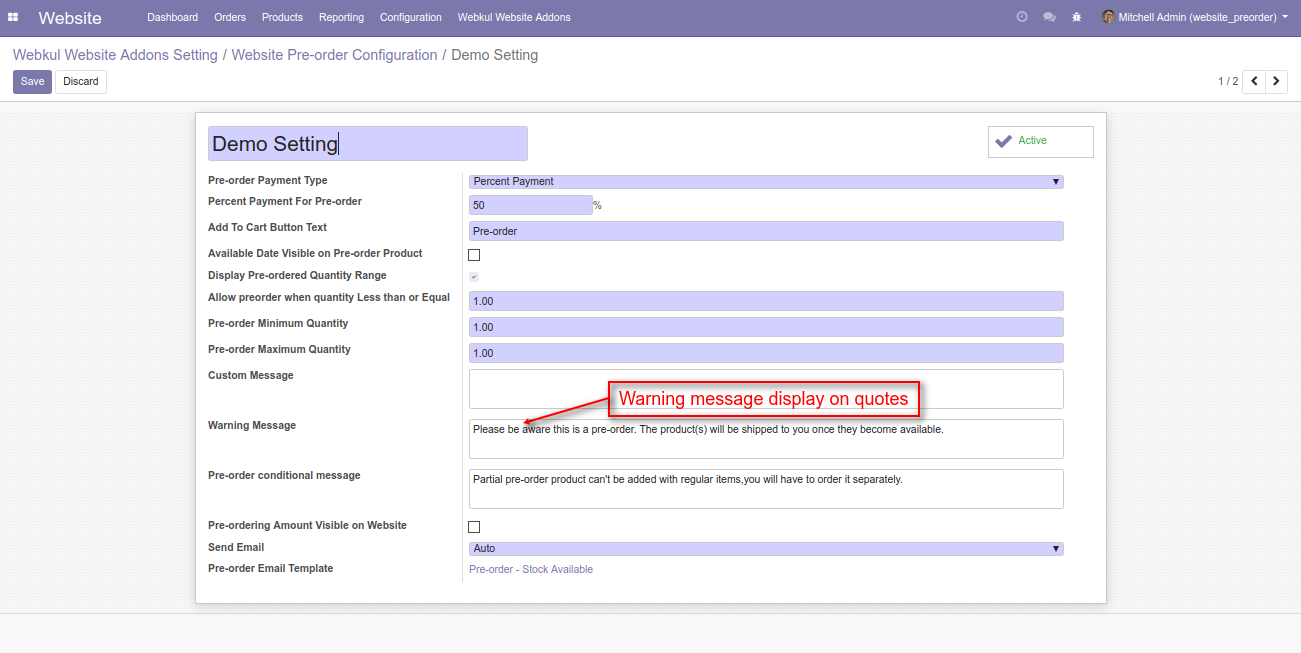 Website Dashboard Orders Products Reporting Configuration Webkul Website Addons Mitchell Admin (website_preorder)
Webkul Website Addons Setting / Website Pre-order Configuration / Demo Setting
Save Discard 1 / 2
Demo Setting Active
Pre-order Payment Type Percent Payment
Percent Payment For Pre-order 50 %
Add To Cart Button Text Pre-order
Available Date Visible on Pre-order Product
Display Pre-ordered Quantity Range
Allow preorder when quantity Less than or Equal 1.00
Pre-order Minimum Quantity 1.00
Pre-order Maximum Quantity 1.00
Custom Message
Warning message display on quotes
Warning Message Please be aware this is a pre-order. The product(s) will be shipped to you once they become available.
Pre-order conditional message Partial pre-order product can't be added with regular items,you will have to order it separately.
Pre-ordering Amount Visible on Website
Send Email Auto
Pre-order Email Template Pre-order - Stock Available